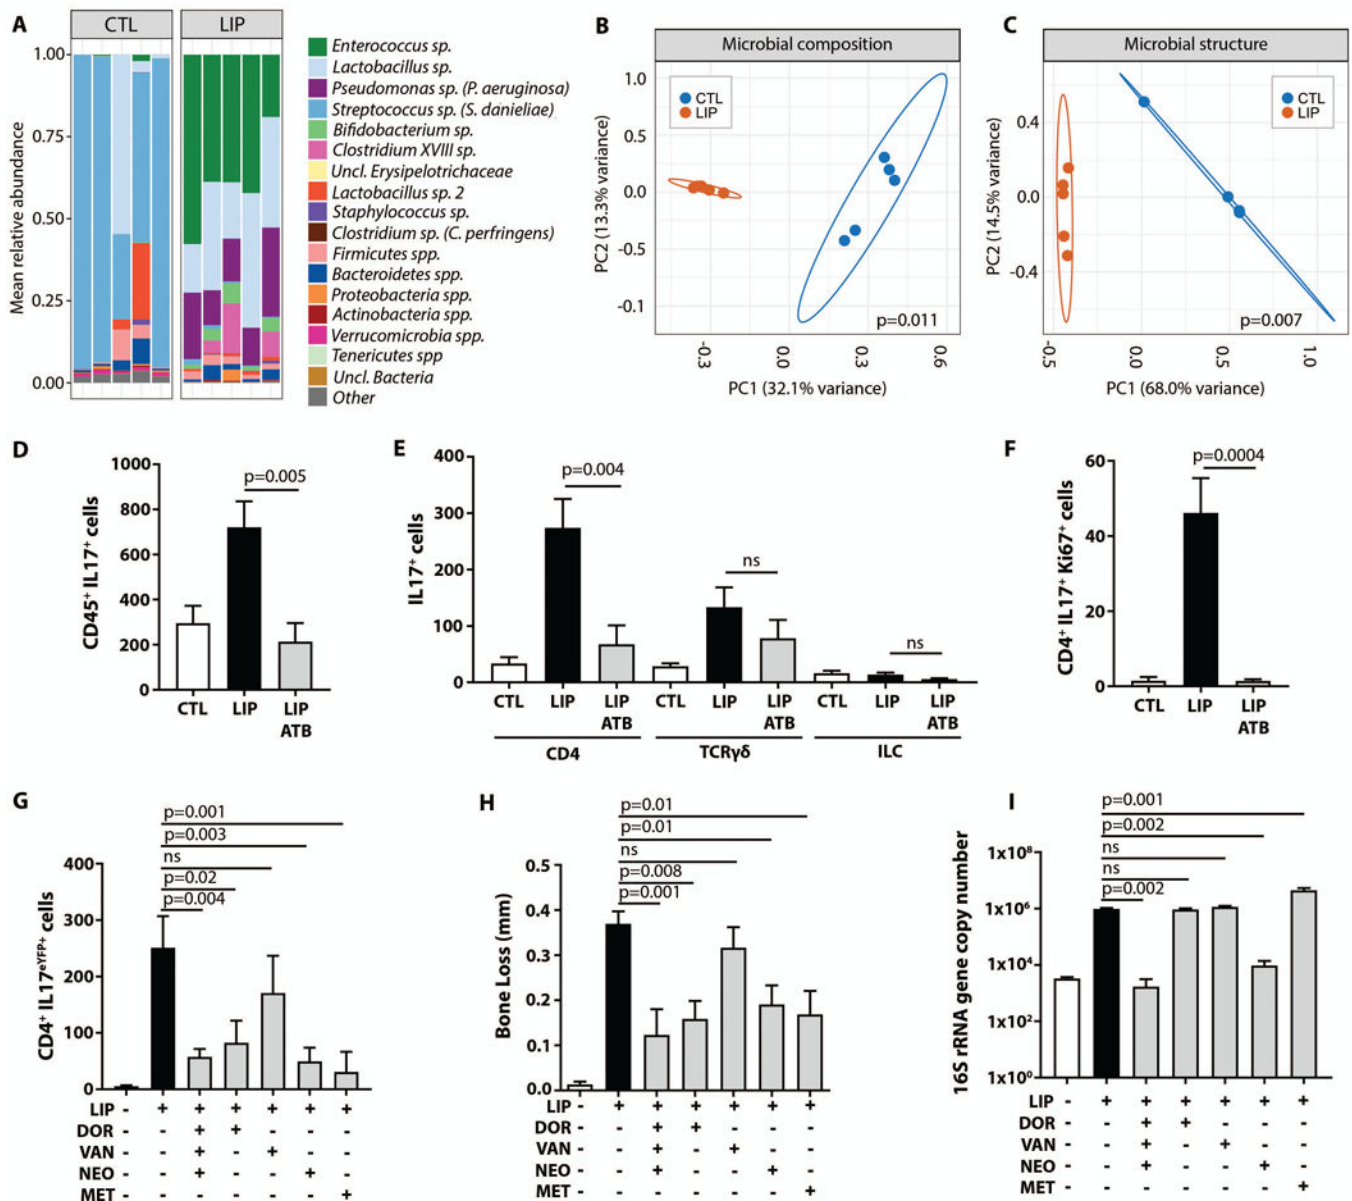 A
CTL
LIP
Mean relative abundance
1.00
0.75
0.50
0.25
0.00
Enterococcus sp.
Lactobacillus sp.
Pseudomonas sp. (P. aeruginosa)
Streptococcus sp. (S. danieliae)
Bifidobacterium sp.
Clostridium XVIII sp.
Uncl. Erysipelotrichaceae
Lactobacillus sp. 2
Staphylococcus sp.
Clostridium sp. (C. perfringens)
Firmicutes spp.
Bacteroidetes spp.
Proteobacteria spp.
Actinobacteria spp.
Verrucomicrobia spp.
Tenericutes spp
Uncl. Bacteria
Other
B
Microbial composition
CTL
LIP
PC2 (13.3% variance)
1.0
0.5
0.0
-0.5
-0.1
p=0.011
-0.3
0.0
0.3
0.6
PC1 (32.1% variance)
C
Microbial structure
CTL
LIP
PC2 (14.5% variance)
0.4
0.0
-0.4
p=0.007
-0.5
0.0
0.5
1.0
PC1 (68.0% variance)
D
CD45+ IL17+ cells
1000
800
600
400
200
0
p=0.005
CTL
LIP
LIP
ATB
E
IL17+ cells
400
300
200
100
0
p=0.004
ns
ns
CTL LIP LIP CTL LIP LIP CTL LIP LIP
ATB ATB ATB
CD4 TCRγδ ILC
F
CD4+ IL17+ Ki67+ cells
60
40
20
0
p=0.0004
CTL
LIP
LIP
ATB
G
CD4+ IL17eYFP+ cells
p=0.001
p=0.003
ns
p=0.02
p=0.004
400
300
200
100
0
LIP - + + + + + +
DOR - - + + - - -
VAN - - + - + - -
NEO - - + - - + -
MET - - - - - - +
H
Bone Loss (mm)
p=0.01
p=0.01
ns
p=0.008
p=0.001
0.5
0.4
0.3
0.2
0.1
0.0
LIP - + + + + + +
DOR - - + + - - -
VAN - - + - + - -
NEO - - + - - + -
MET - - - - - - +
I
16S rRNA gene copy number
p=0.001
p=0.002
ns
ns
p=0.002
1x10⁸
1x10⁶
1x10⁴
1x10²
1x10⁰
LIP - + + + + + +
DOR - - + + - - -
VAN - - + - + - -
NEO - - + - - + -
MET - - - - - - +